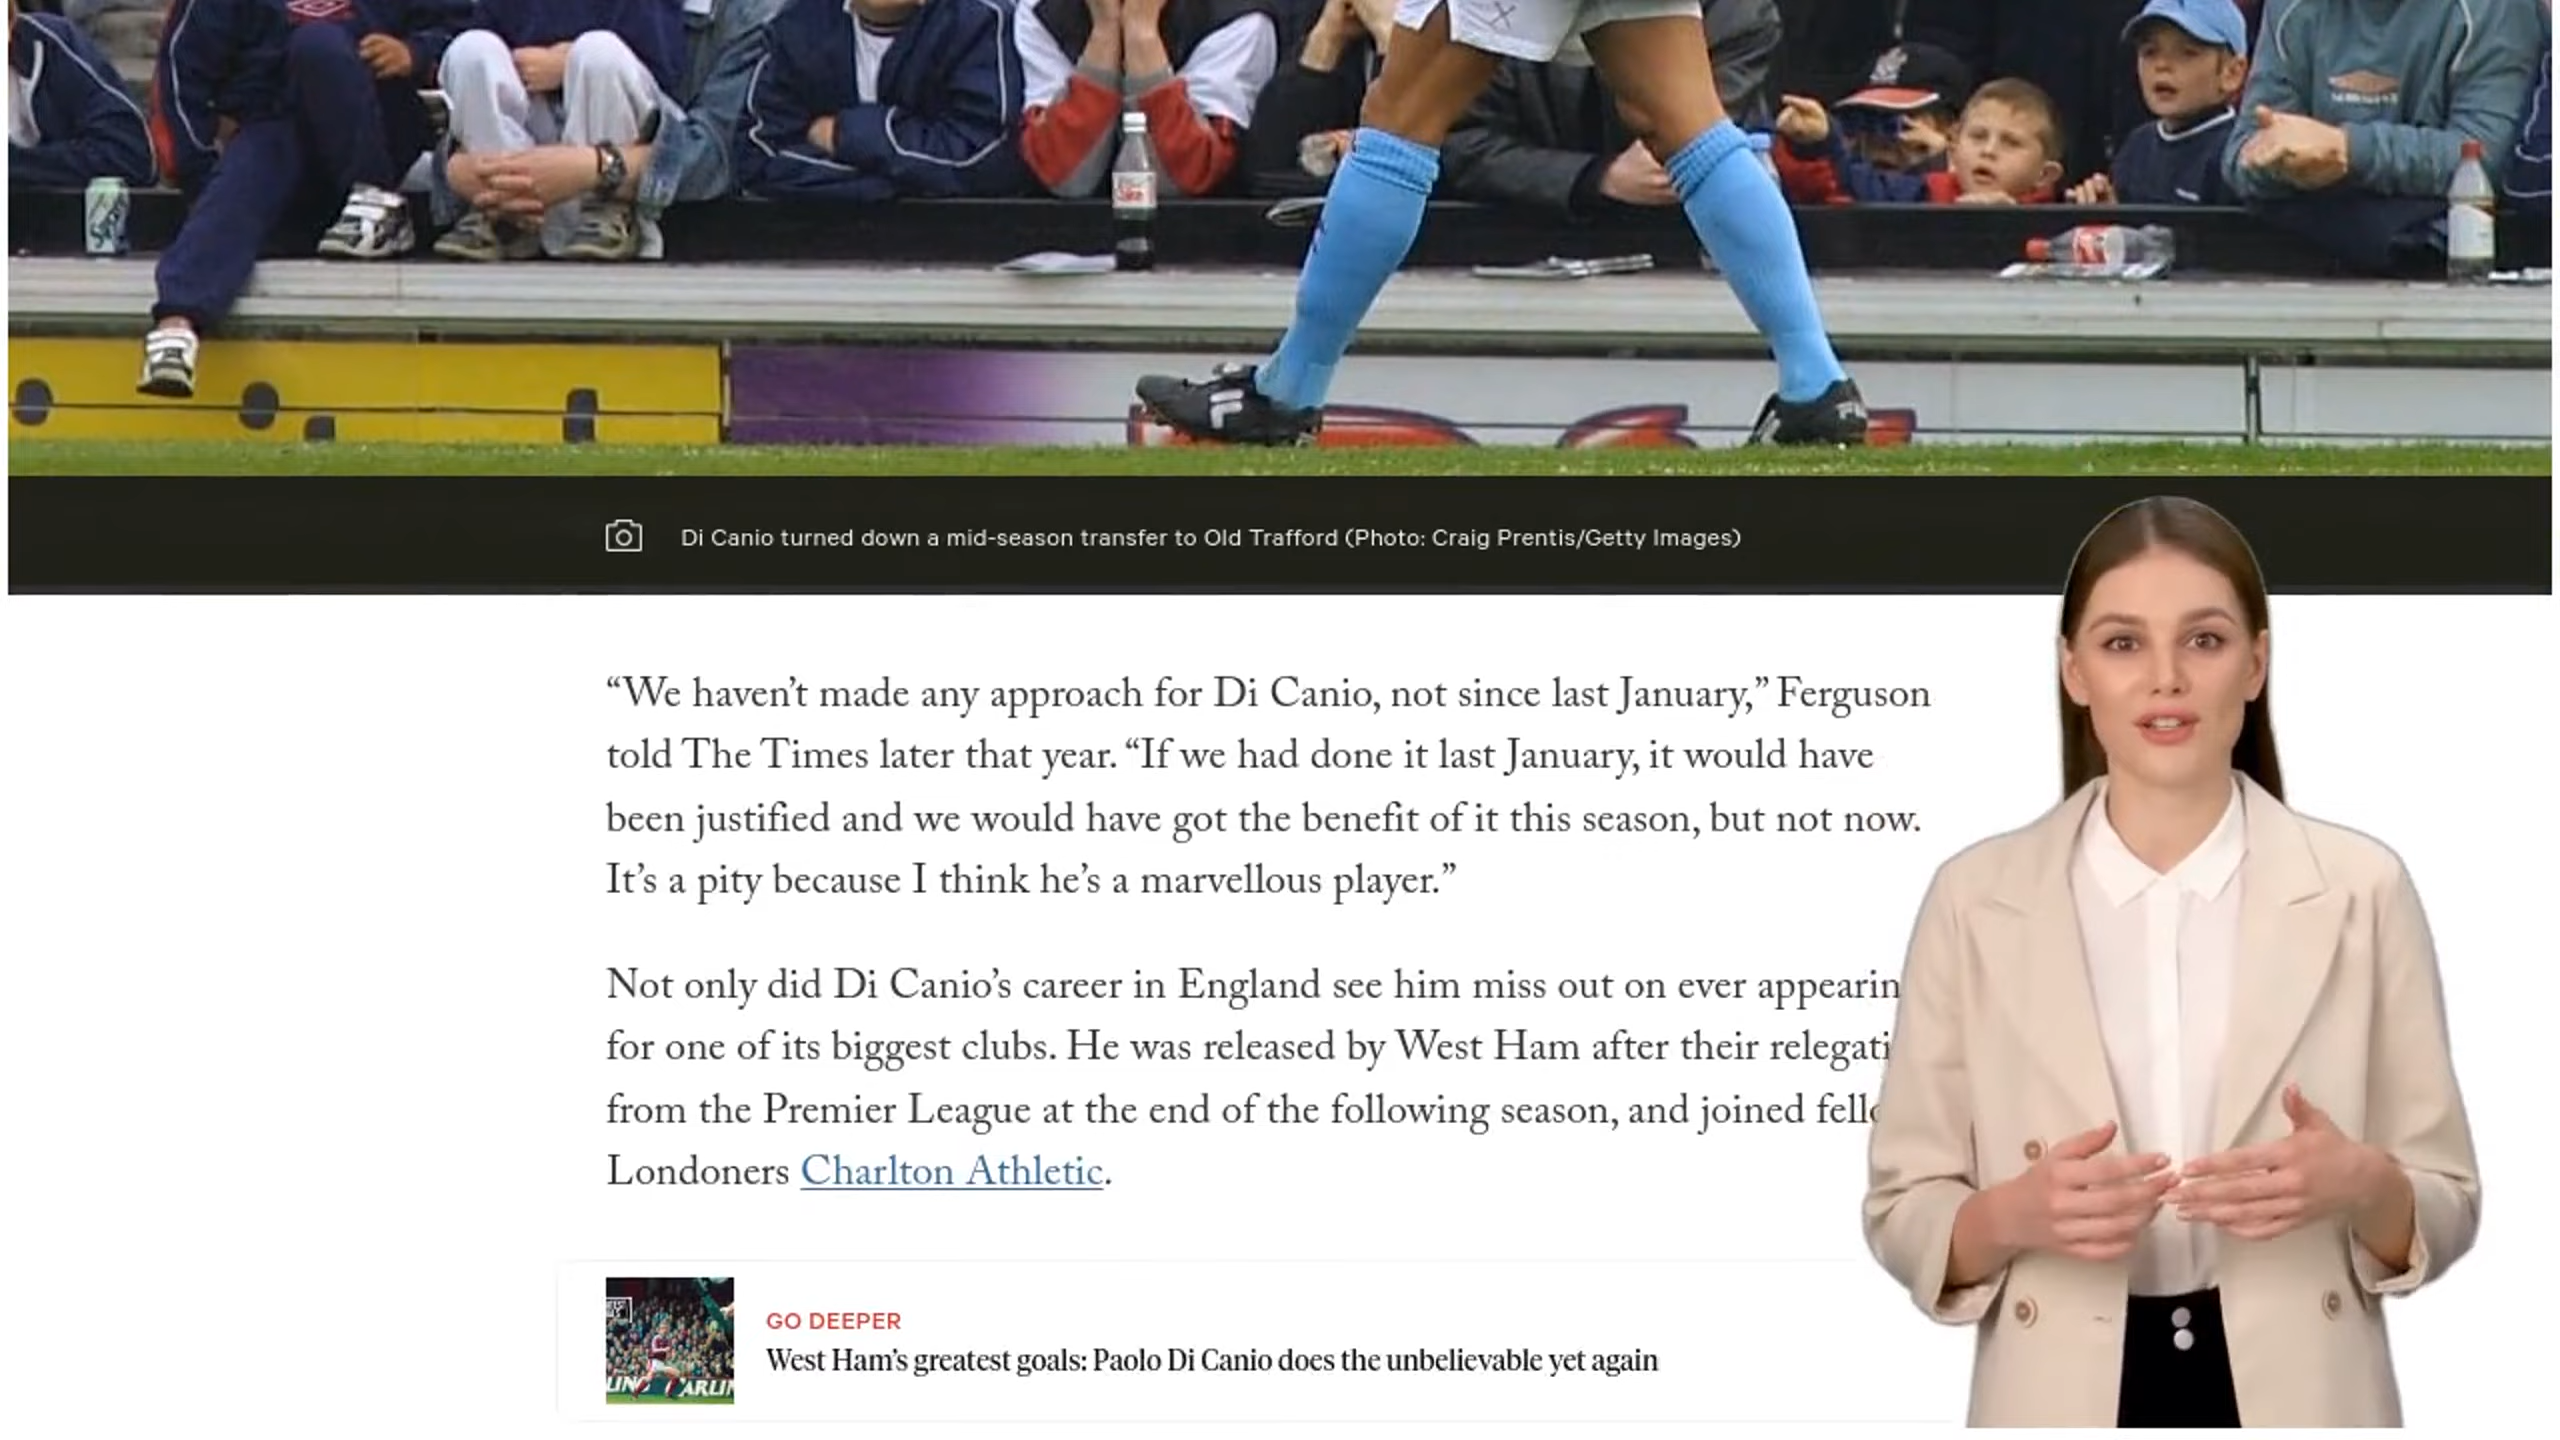 Di Canio turned down a mid-season transfer to Old Trafford (Photo: Craig Prentis/Getty Images)
“We haven’t made any approach for Di Canio, not since last January,” Ferguson
told The Times later that year. “If we had done it last January, it would have
been justified and we would have got the benefit of it this season, but not now.
It’s a pity because I think he’s a marvellous player.”
Not only did Di Canio’s career in England see him miss out on ever appearin
for one of its biggest clubs. He was released by West Ham after their relegati
from the Premier League at the end of the following season, and joined fello
Londoners Charlton Athletic.
GO DEEPER
West Ham’s greatest goals: Paolo Di Canio does the unbelievable yet again